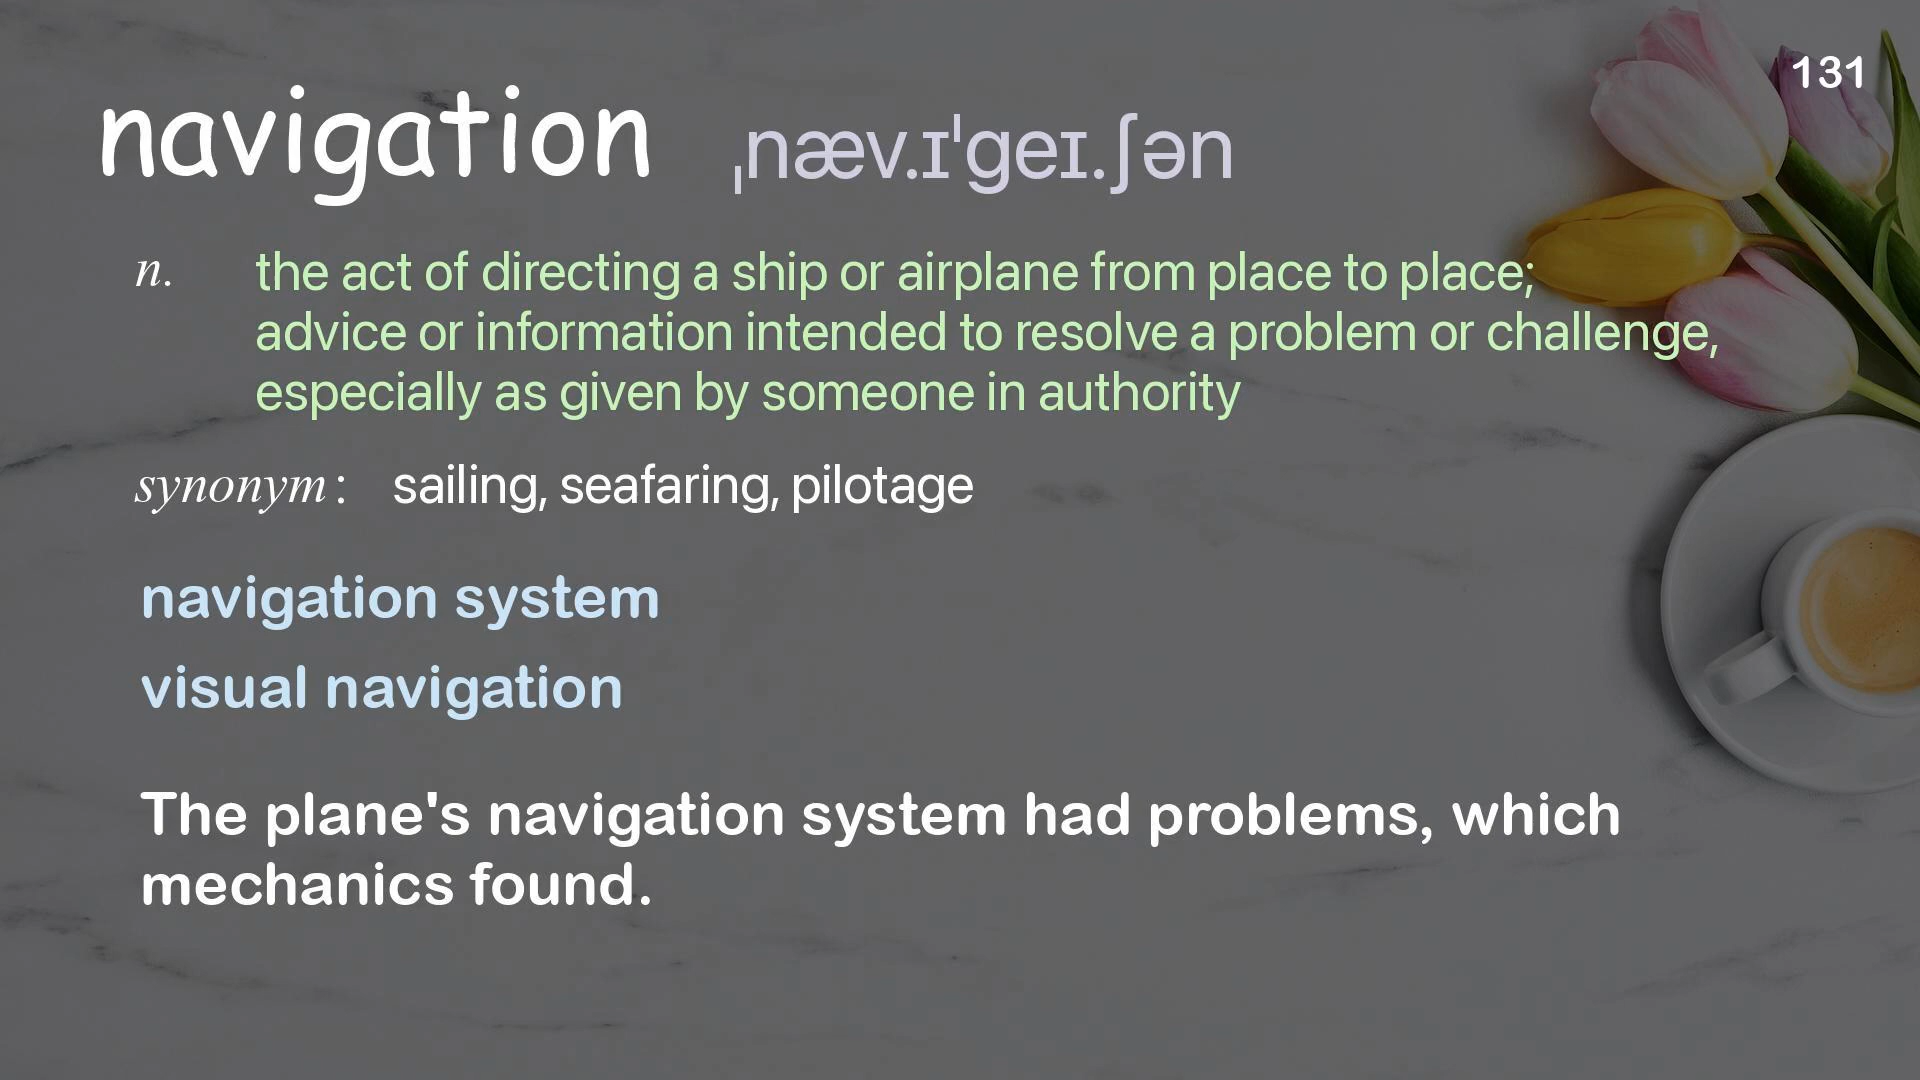 131
navigation ˌnæv.ɪˈgeɪ.ʃən
n. the act of directing a ship or airplane from place to place;
advice or information intended to resolve a problem or challenge,
especially as given by someone in authority
synonym: sailing, seafaring, pilotage
navigation system
visual navigation
The plane's navigation system had problems, which
mechanics found.